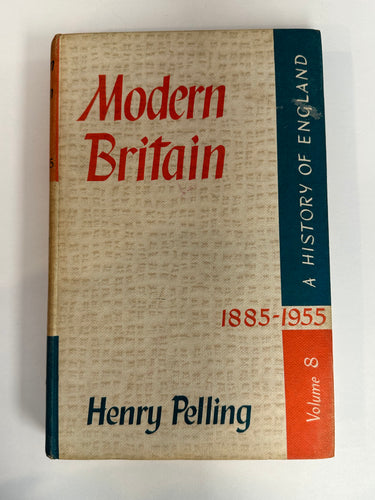 Modern
Britain
A HISTORY OF ENGLAND
1885-1955
Volume 8
Henry Pelling